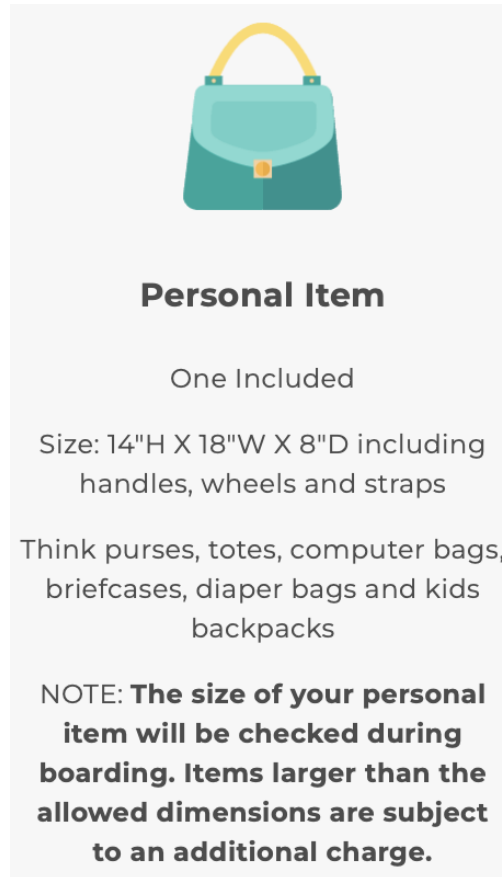 Personal Item
One Included
Size: 14"H X 18"W X 8"D including
handles, wheels and straps
Think purses, totes, computer bags,
briefcases, diaper bags and kids
backpacks
NOTE: The size of your personal
item will be checked during
boarding. Items larger than the
allowed dimensions are subject
to an additional charge.